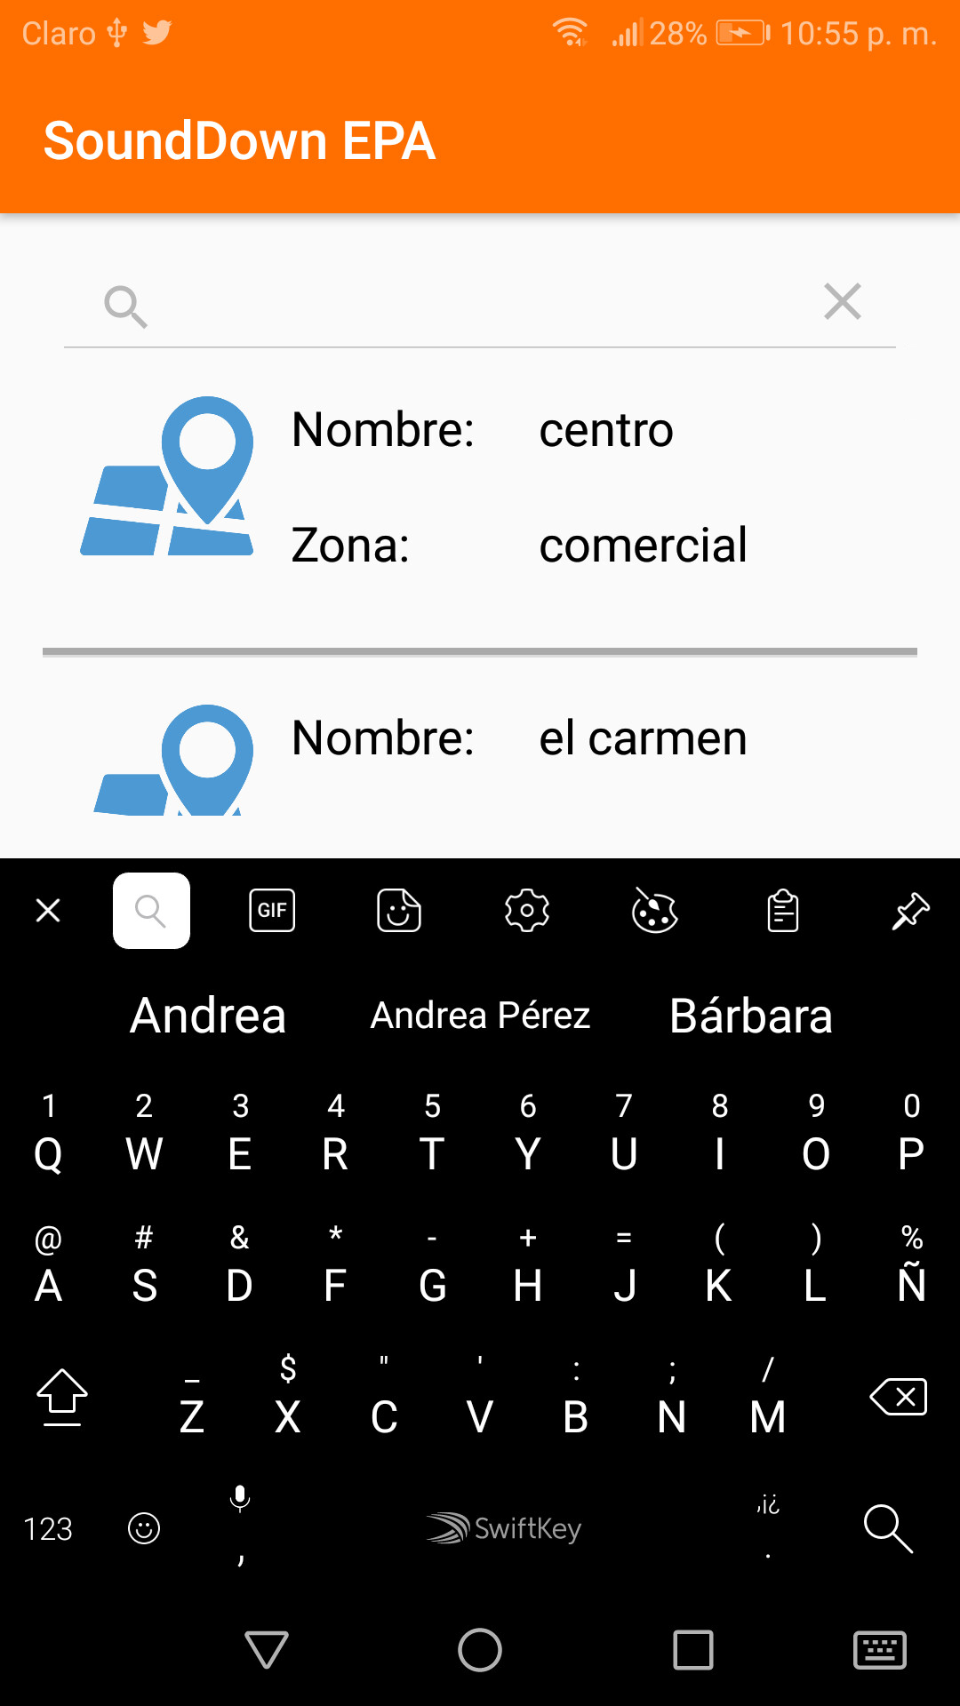 Claro 28% 10:55 p. m.
SoundDown EPA
Nombre: centro
Zona: comercial
Nombre: el carmen
GIF
Andrea Andrea Pérez Bárbara
1 2 3 4 5 6 7 8 9 0
Q W E R T Y U I O P
@ # & * - + = ( ) %
A S D F G H J K L Ñ
_ $ " ' : ; /
Z X C V B N M
,¡¿
123 , SwiftKey .